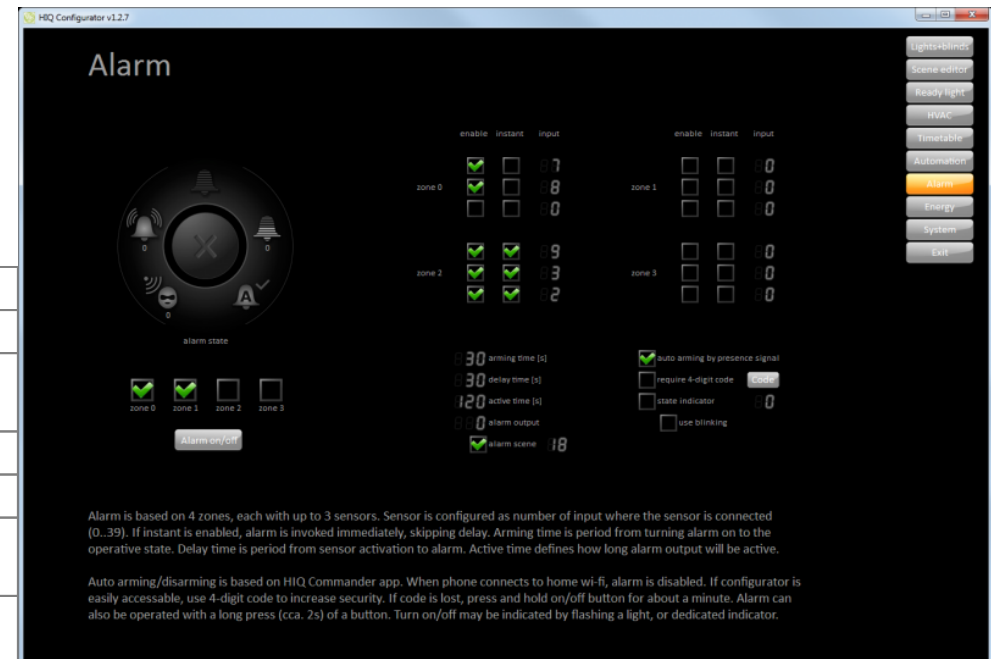 HIQ Configurator v1.2.7
Alarm
Lights+blinds
Scene editor
Ready light
HVAC
Timetable
Automation
Alarm
Energy
System
Exit
enable instant input
zone 0
7
8
0
enable instant input
zone 1
0
0
0
zone 2
9
3
2
zone 3
0
0
0
0
0
0
A
alarm state
zone 0 zone 1 zone 2 zone 3
Alarm on/off
30 arming time [s]
30 delay time [s]
120 active time [s]
0 alarm output
alarm scene 18
auto arming by presence signal
require 4-digit code Code
state indicator 0
use blinking
Alarm is based on 4 zones, each with up to 3 sensors. Sensor is configured as number of input where the sensor is connected
(0..39). If instant is enabled, alarm is invoked immediately, skipping delay. Arming time is period from turning alarm on to the
operative state. Delay time is period from sensor activation to alarm. Active time defines how long alarm output will be active.
Auto arming/disarming is based on HIQ Commander app. When phone connects to home wi-fi, alarm is disabled. If configurator is
easily accessable, use 4-digit code to increase security. If code is lost, press and hold on/off button for about a minute. Alarm can
also be operated with a long press (cca. 2s) of a button. Turn on/off may be indicated by flashing a light, or dedicated indicator.